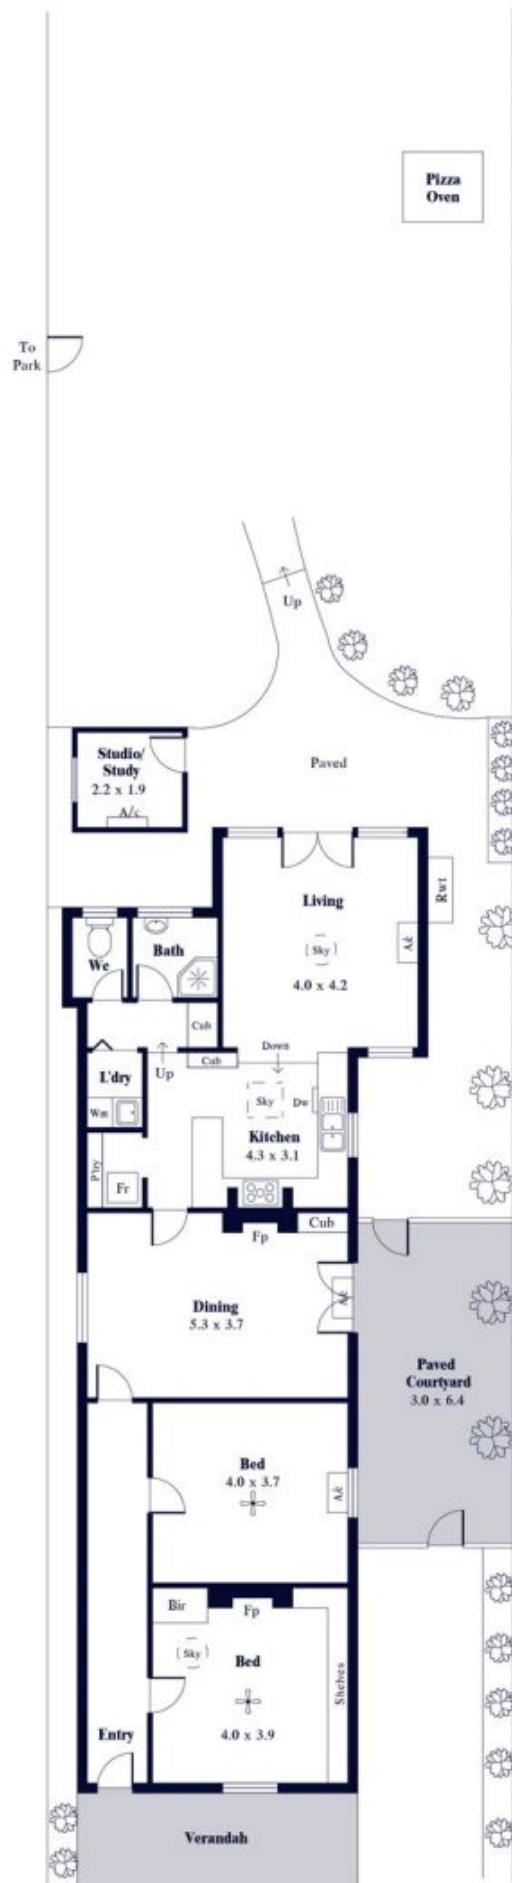 Pizza
Oven
To
Park
Up
Studio/
Study
2.2 x 1.9
A/c
Paved
Living
Rwt
Sky
A/c
4.0 x 4.2
Wc
Bath
Cub
Cub
Down
L'dry
Up
Sky
Dw
Wm
Kitchen
4.3 x 3.1
P'try
Fr
Fp
Cub
Dining
5.3 x 3.7
A/c
Paved
Courtyard
3.0 x 6.4
Bed
4.0 x 3.7
A/c
Bir
Fp
Sky
Bed
Shelves
Entry
4.0 x 3.9
Verandah